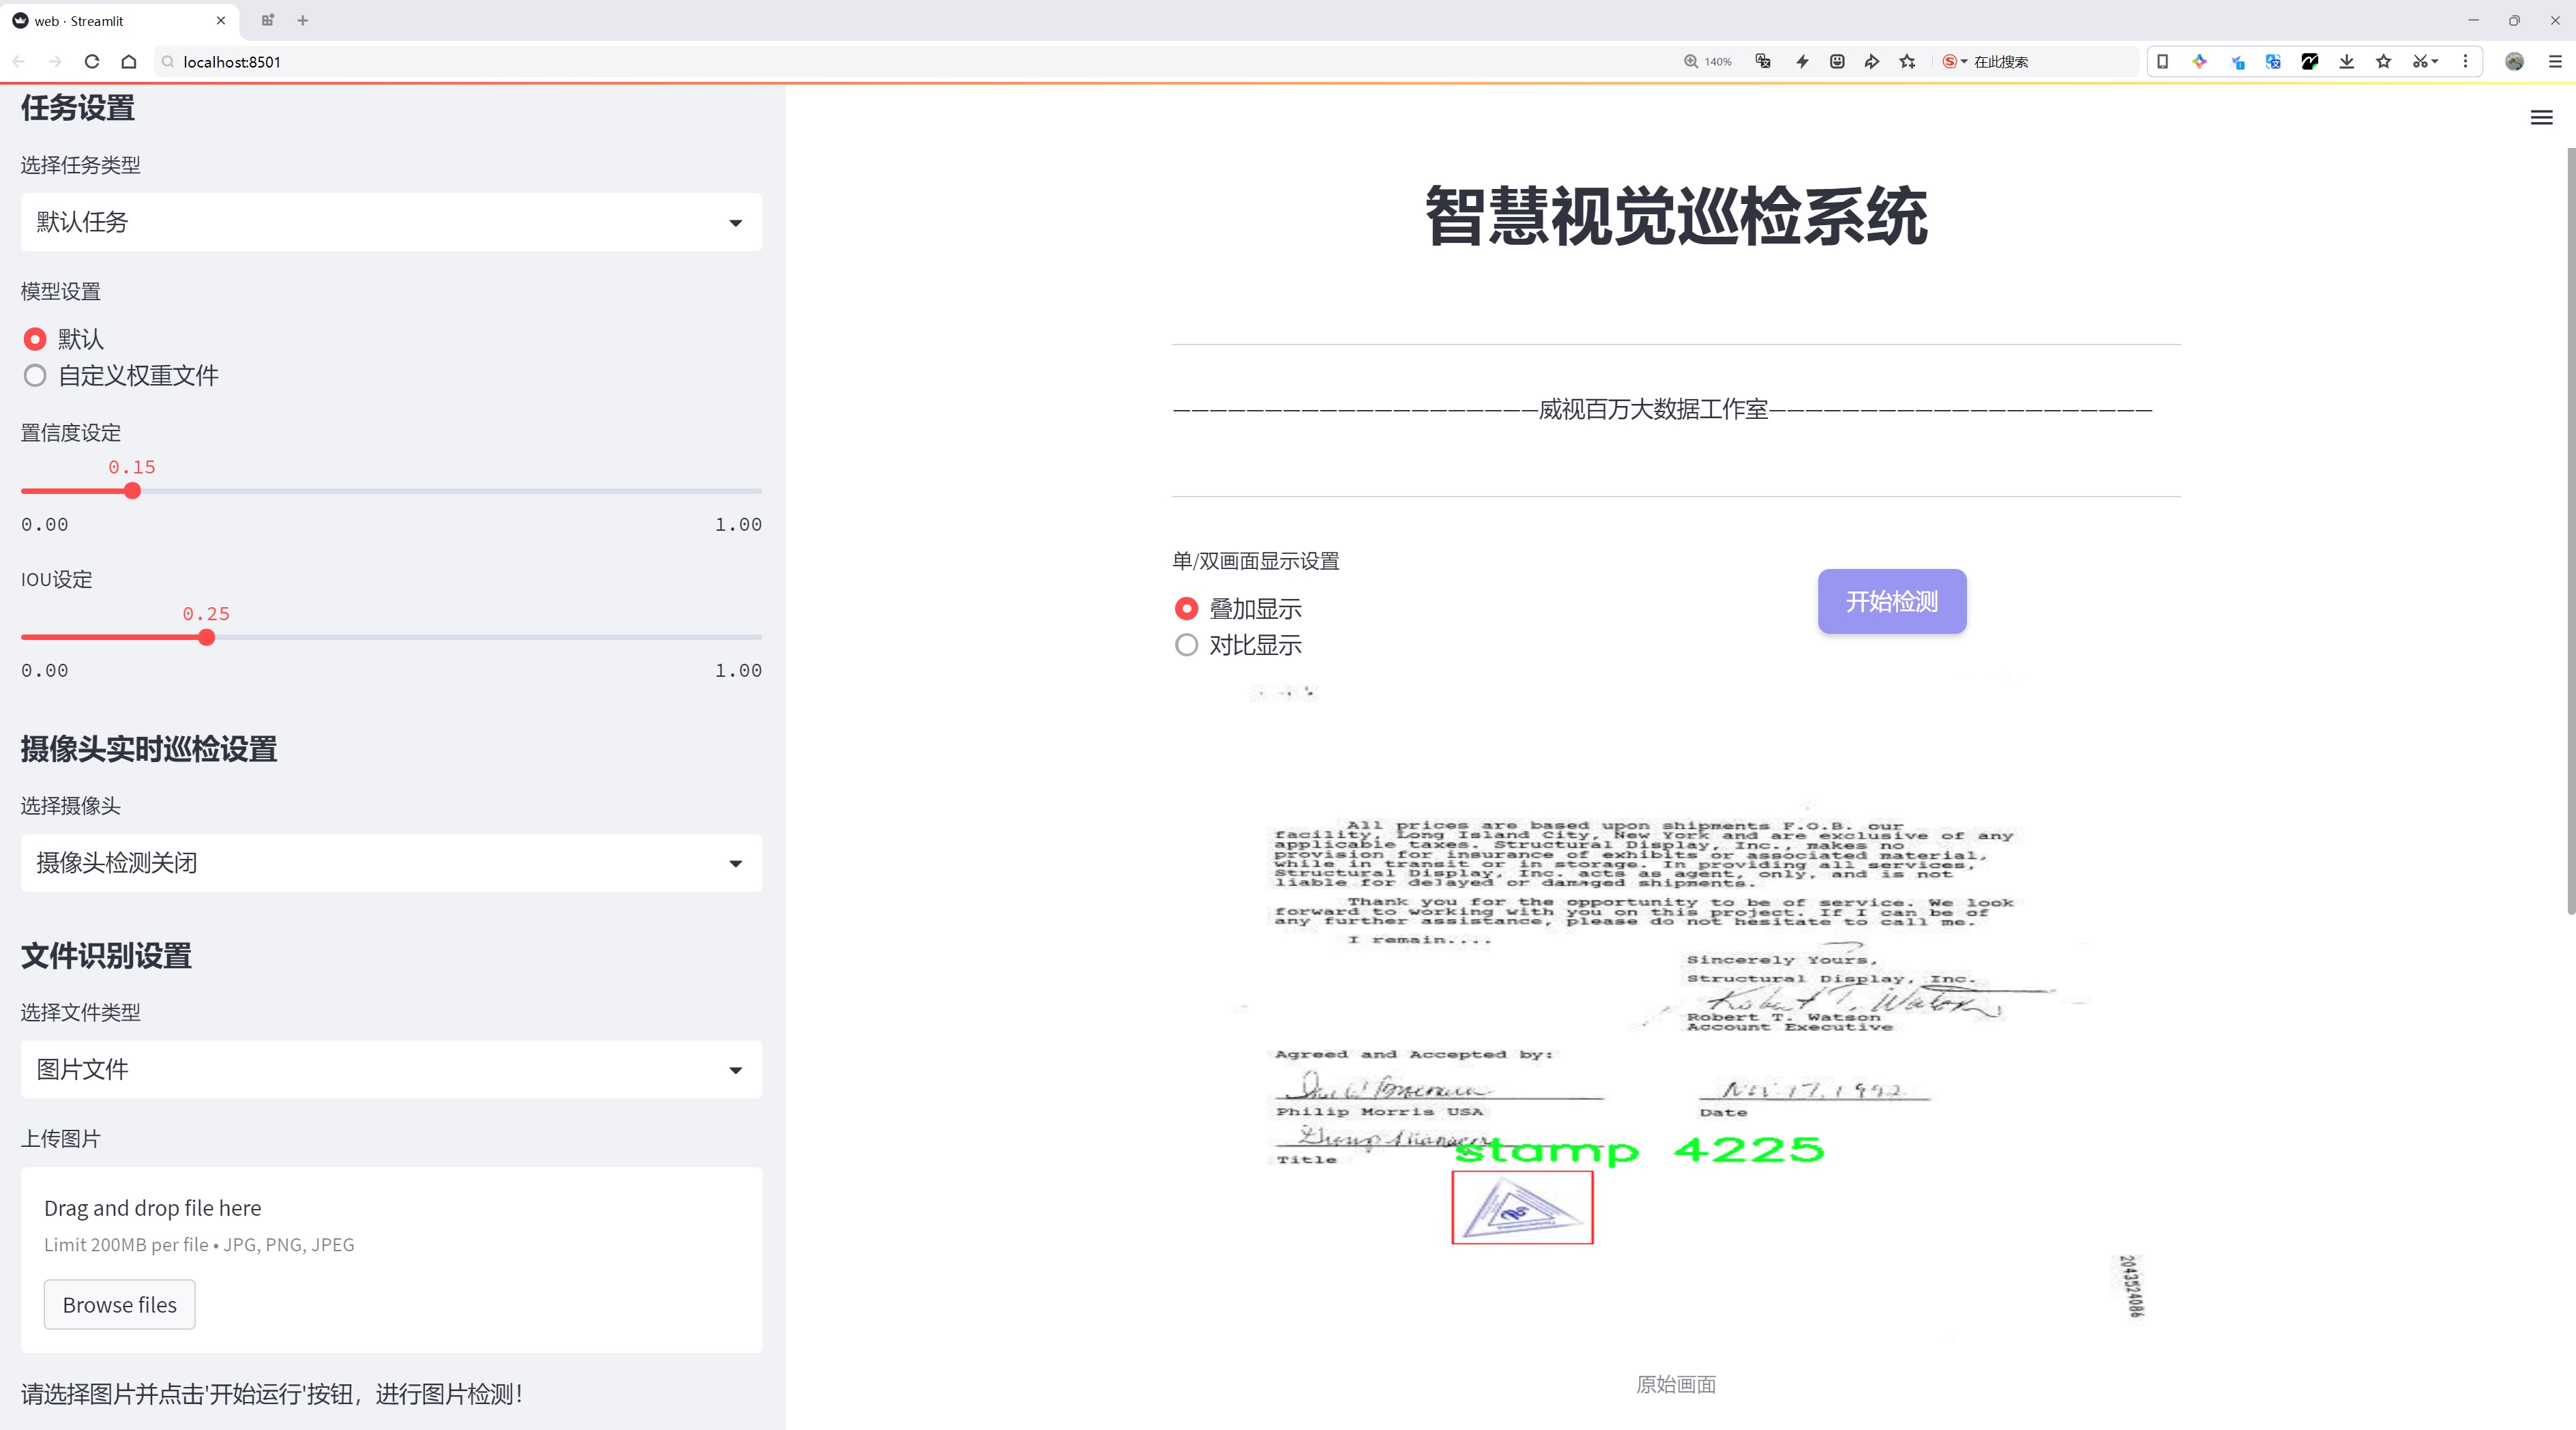 web · Streamlit
localhost:8501
140%
在此搜索
任务设置
选择任务类型
默认任务
模型设置
默认
自定义权重文件
置信度设定
0.15
0.00 1.00
IOU设定
0.25
0.00 1.00
摄像头实时巡检设置
选择摄像头
摄像头检测关闭
文件识别设置
选择文件类型
图片文件
上传图片
Drag and drop file here
Limit 200MB per file • JPG, PNG, JPEG
Browse files
请选择图片并点击'开始运行'按钮，进行图片检测！
智慧视觉巡检系统
————————————————————威视百万大数据工作室—————————————————————
单/双画面显示设置
叠加显示
对比显示
开始检测
All prices are based upon shipments F.O.B. our
facility, Long Island City, New York and are exclusive of any
applicable taxes. Structural Display, Inc., makes no
provision for insurance of exhibits or associated material,
while in transit or in storage. In providing all services,
Structural Display, Inc. acts as agent, only, and is not
liable for delayed or damaged shipments.
Thank you for the opportunity to be of service. We look
forward to working with you on this project. If I can be of
any further assistance, please do not hesitate to call me.
I remain....
Sincerely Yours,
Structural Display, Inc.
Robert T. Watson
Robert T. Watson
Account Executive
Agreed and Accepted by:
Nov. 17, 1992
Philip Morris USA
Date
Group Manager
Title
stamp 4225
2043524086
原始画面